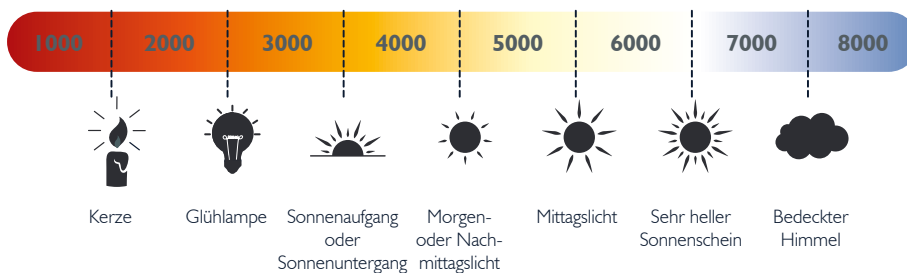 1000 2000 3000 4000 5000 6000 7000 8000
Kerze
Glühlampe
Sonnenaufgang
oder
Sonnenuntergang
Morgen-
oder Nach-
mittagslicht
Mittagslicht
Sehr heller
Sonnenschein
Bedeckter
Himmel